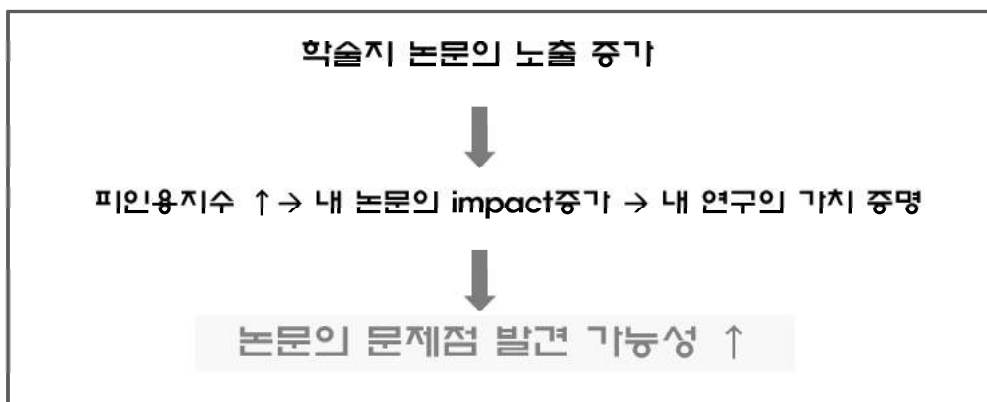 학술지 논문의 노출 증가
피인용지수 ↑ → 내 논문의 impact증가 → 내 연구의 가치 증명
논문의 문제점 발견 가능성 ↑